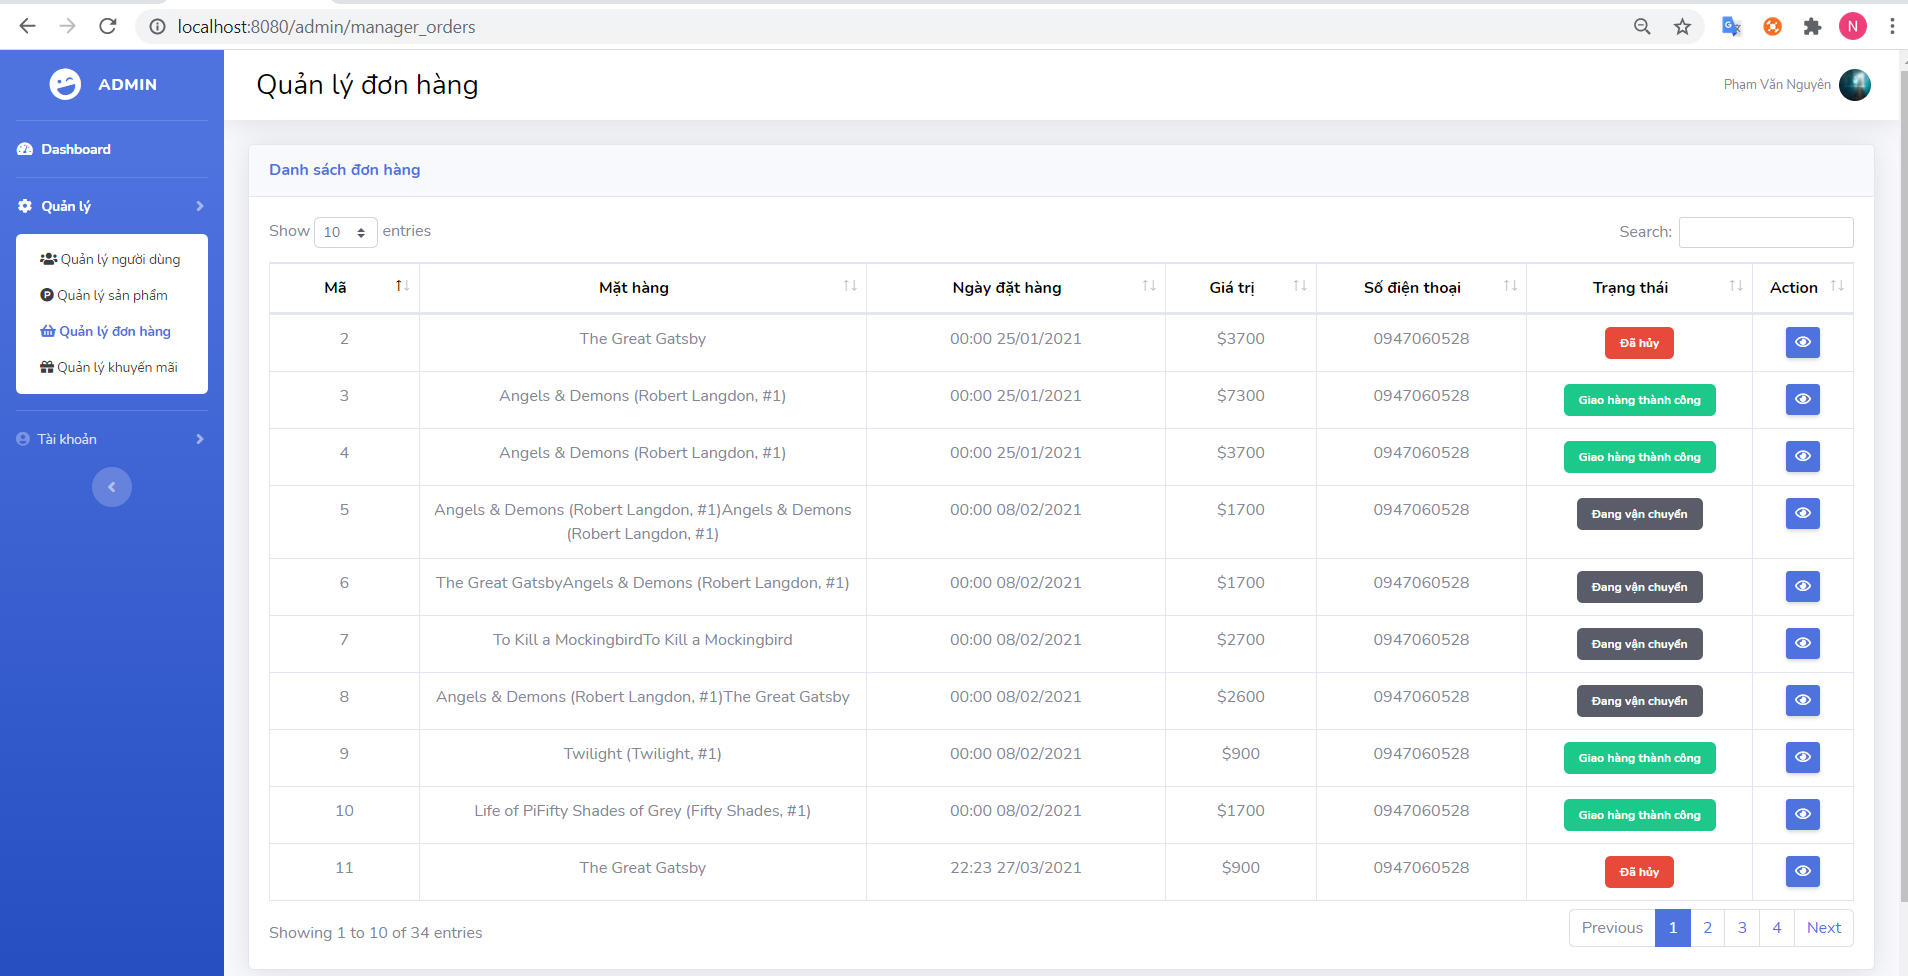 localhost:8080/admin/manager_orders
N
ADMIN
Quản lý đơn hàng
Phạm Văn Nguyên
Dashboard
Quản lý
Quản lý người dùng
Quản lý sản phẩm
Quản lý đơn hàng
Quản lý khuyến mãi
Tài khoản
Danh sách đơn hàng
Show 10 entries
Search:
Mã Mặt hàng Ngày đặt hàng Giá trị Số điện thoại Trạng thái Action
2 The Great Gatsby 00:00 25/01/2021 $3700 0947060528 Đã hủy
3 Angels & Demons (Robert Langdon, #1) 00:00 25/01/2021 $7300 0947060528 Giao hàng thành công
4 Angels & Demons (Robert Langdon, #1) 00:00 25/01/2021 $3700 0947060528 Giao hàng thành công
5 Angels & Demons (Robert Langdon, #1)Angels & Demons 00:00 08/02/2021 $1700 0947060528 Đang vận chuyển
(Robert Langdon, #1)
6 The Great GatsbyAngels & Demons (Robert Langdon, #1) 00:00 08/02/2021 $1700 0947060528 Đang vận chuyển
7 To Kill a MockingbirdTo Kill a Mockingbird 00:00 08/02/2021 $2700 0947060528 Đang vận chuyển
8 Angels & Demons (Robert Langdon, #1)The Great Gatsby 00:00 08/02/2021 $2600 0947060528 Đang vận chuyển
9 Twilight (Twilight, #1) 00:00 08/02/2021 $900 0947060528 Giao hàng thành công
10 Life of PiFifty Shades of Grey (Fifty Shades, #1) 00:00 08/02/2021 $1700 0947060528 Giao hàng thành công
11 The Great Gatsby 22:23 27/03/2021 $900 0947060528 Đã hủy
Showing 1 to 10 of 34 entries
Previous 1 2 3 4 Next